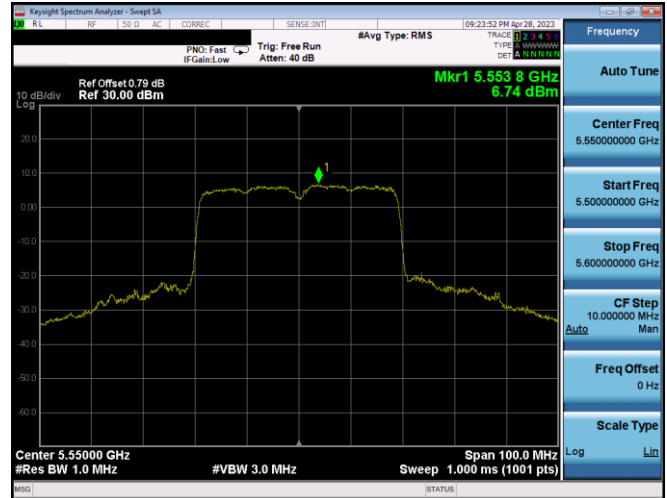 Keysight Spectrum Analyzer - Swept SA
RL RF 50 Ω AC CORREC SENSE:INT 09:23:52 PM Apr 28, 2023
#Avg Type: RMS
TRACE 1 2 3 4 5 6
PNO: Fast Trig: Free Run
TYPE A WWWWW
IFGain:Low Atten: 40 dB
DET A N N N N N
Mkr1 5.553 8 GHz
Ref Offset 0.79 dB
10 dB/div Ref 30.00 dBm 6.74 dBm
Log
20.0
10.0
0.00
-10.0
-20.0
-30.0
-40.0
-50.0
-60.0
1
Center 5.55000 GHz Span 100.0 MHz
#Res BW 1.0 MHz #VBW 3.0 MHz Sweep 1.000 ms (1001 pts)
MSG STATUS
Frequency
Auto Tune
Center Freq
5.550000000 GHz
Start Freq
5.500000000 GHz
Stop Freq
5.600000000 GHz
CF Step
10.000000 MHz
Auto Man
Freq Offset
0 Hz
Scale Type
Log Lin